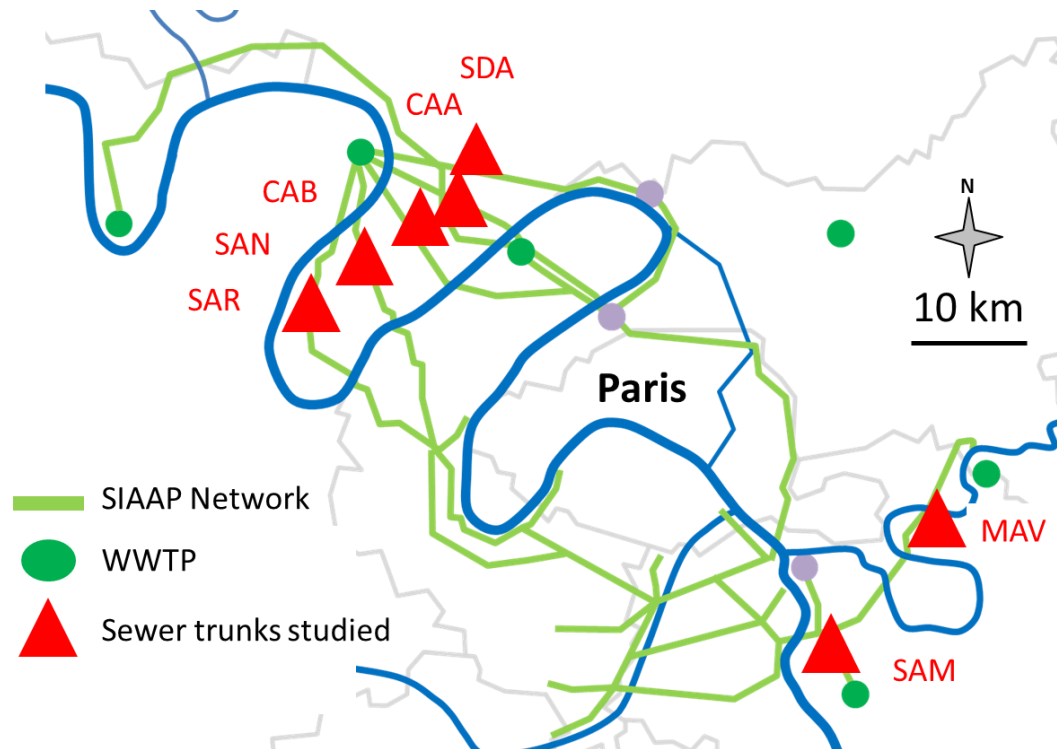 SDA
CAA
CAB
N
SAN
SAR
10 km
Paris
SIAAP Network
MAV
WWTP
Sewer trunks studied
SAM